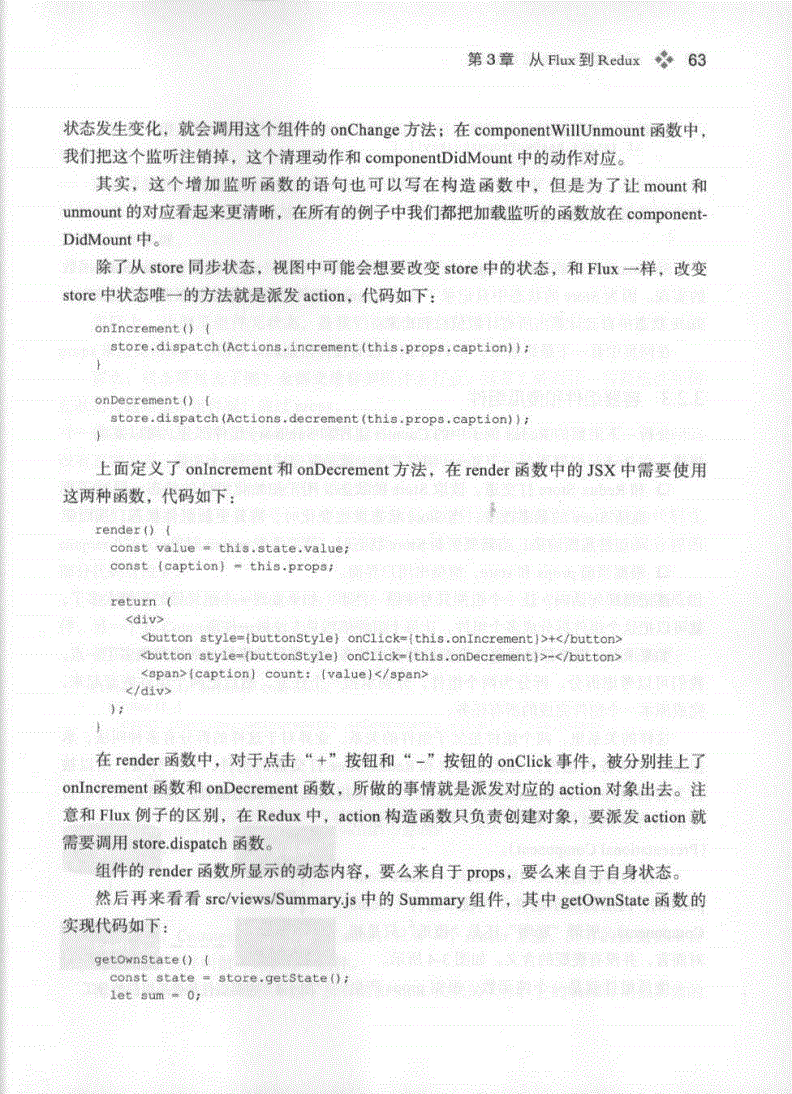 第3章 从 Flux 到 Redux ❖ 63
状态发生变化，就会调用这个组件的 onChange 方法；在 componentWillUnmount 函数中，
我们把这个监听注销掉，这个清理动作和 componentDidMount 中的动作对应。
其实，这个增加监听函数的语句也可以写在构造函数中，但是为了让 mount 和
unmount 的对应看起来更清晰，在所有的例子中我们都把加载监听的函数放在 component-
DidMount 中。
除了从 store 同步状态，视图中可能会想要改变 store 中的状态，和 Flux 一样，改变
store 中状态唯一的方法就是派发 action，代码如下：
onIncrement() {
  store.dispatch(Actions.increment(this.props.caption));
}
onDecrement() {
  store.dispatch(Actions.decrement(this.props.caption));
}
上面定义了 onIncrement 和 onDecrement 方法，在 render 函数中的 JSX 中需要使用
这两种函数，代码如下：
render() {
  const value = this.state.value;
  const {caption} = this.props;
  return (
    <div>
      <button style={buttonStyle} onClick={this.onIncrement}>+</button>
      <button style={buttonStyle} onClick={this.onDecrement}>-</button>
      <span>{caption} count: {value}</span>
    </div>
  );
}
在 render 函数中，对于点击“+”按钮和“-”按钮的 onClick 事件，被分别挂上了
onIncrement 函数和 onDecrement 函数，所做的事情就是派发对应的 action 对象出去。注
意和 Flux 例子的区别，在 Redux 中，action 构造函数只负责创建对象，要派发 action 就
需要调用 store.dispatch 函数。
组件的 render 函数所显示的动态内容，要么来自于 props，要么来自于自身状态。
然后再来看看 src/views/Summary.js 中的 Summary 组件，其中 getOwnState 函数的
实现代码如下：
getOwnState() {
  const state = store.getState();
  let sum = 0;